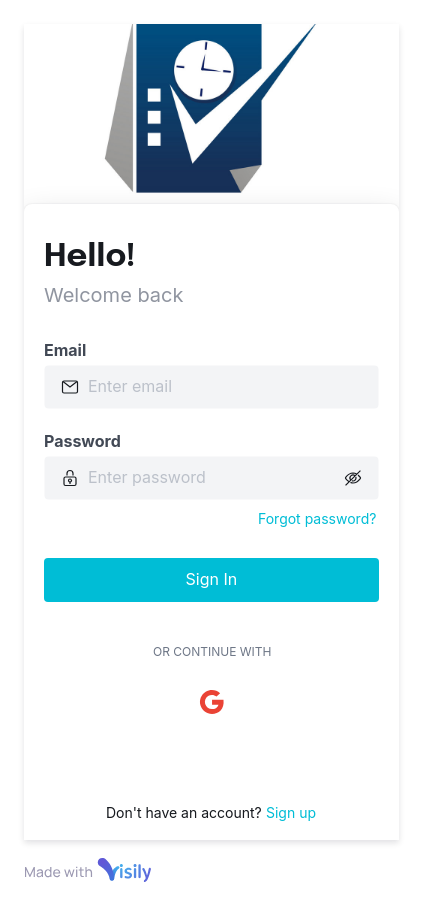 Hello!
Welcome back
Email
Enter email
Password
Enter password
Forgot password?
Sign In
OR CONTINUE WITH
G
Don't have an account? Sign up
Made with Visily